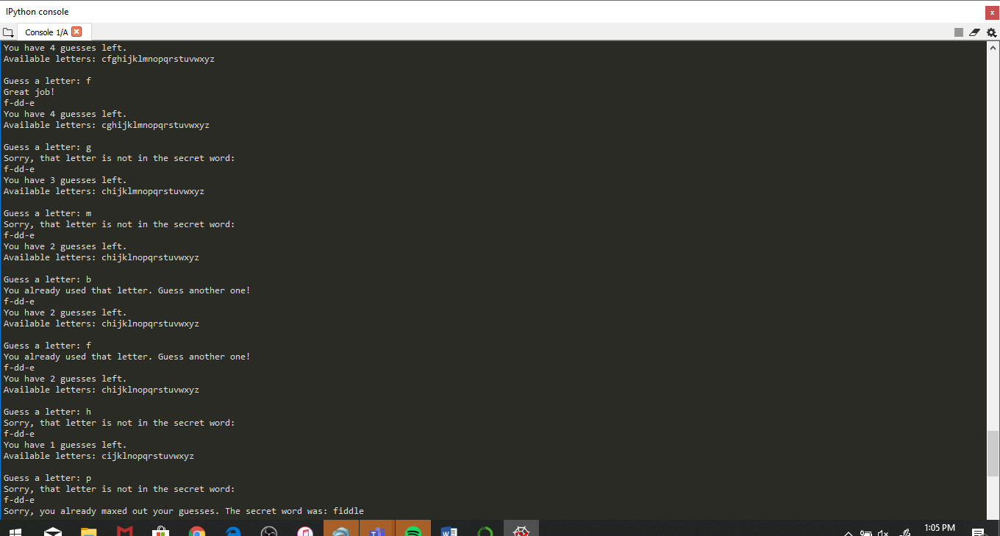 IPython console
x
Console 1/A
You have 4 guesses left.
Available letters: cfghijklmnopqrstuvwxyz
Guess a letter: f
Great job!
f-dd-e
You have 4 guesses left.
Available letters: cghijklmnopqrstuvwxyz
Guess a letter: g
Sorry, that letter is not in the secret word:
f-dd-e
You have 3 guesses left.
Available letters: chijklmnopqrstuvwxyz
Guess a letter: m
Sorry, that letter is not in the secret word:
f-dd-e
You have 2 guesses left.
Available letters: chijklnopqrstuvwxyz
Guess a letter: b
You already used that letter. Guess another one!
f-dd-e
You have 2 guesses left.
Available letters: chijklnopqrstuvwxyz
Guess a letter: f
You already used that letter. Guess another one!
f-dd-e
You have 2 guesses left.
Available letters: chijklnopqrstuvwxyz
Guess a letter: h
Sorry, that letter is not in the secret word:
f-dd-e
You have 1 guesses left.
Available letters: cijklnopqrstuvwxyz
Guess a letter: p
Sorry, that letter is not in the secret word:
f-dd-e
Sorry, you already maxed out your guesses. The secret word was: fiddle
1:05 PM